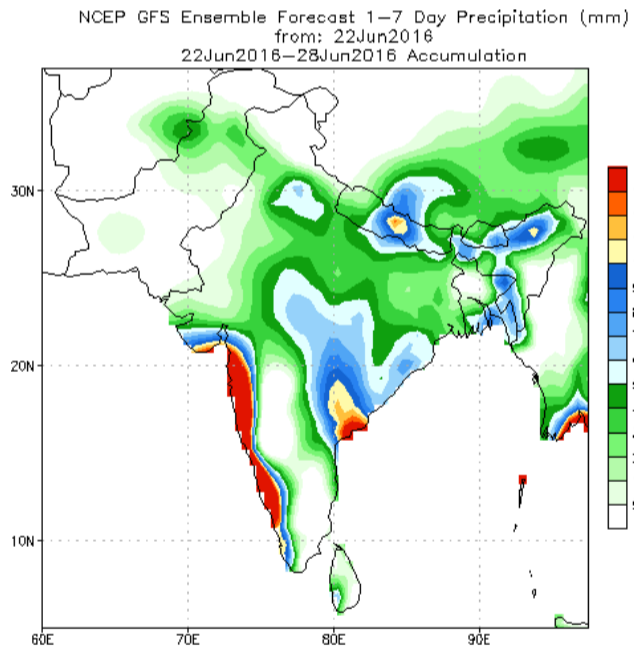 NCEP GFS Ensemble Forecast 1-7 Day Precipitation (mm)
from: 22Jun2016
22Jun2016-28Jun2016 Accumulation
30N
20N
10N
60E
70E
80E
90E